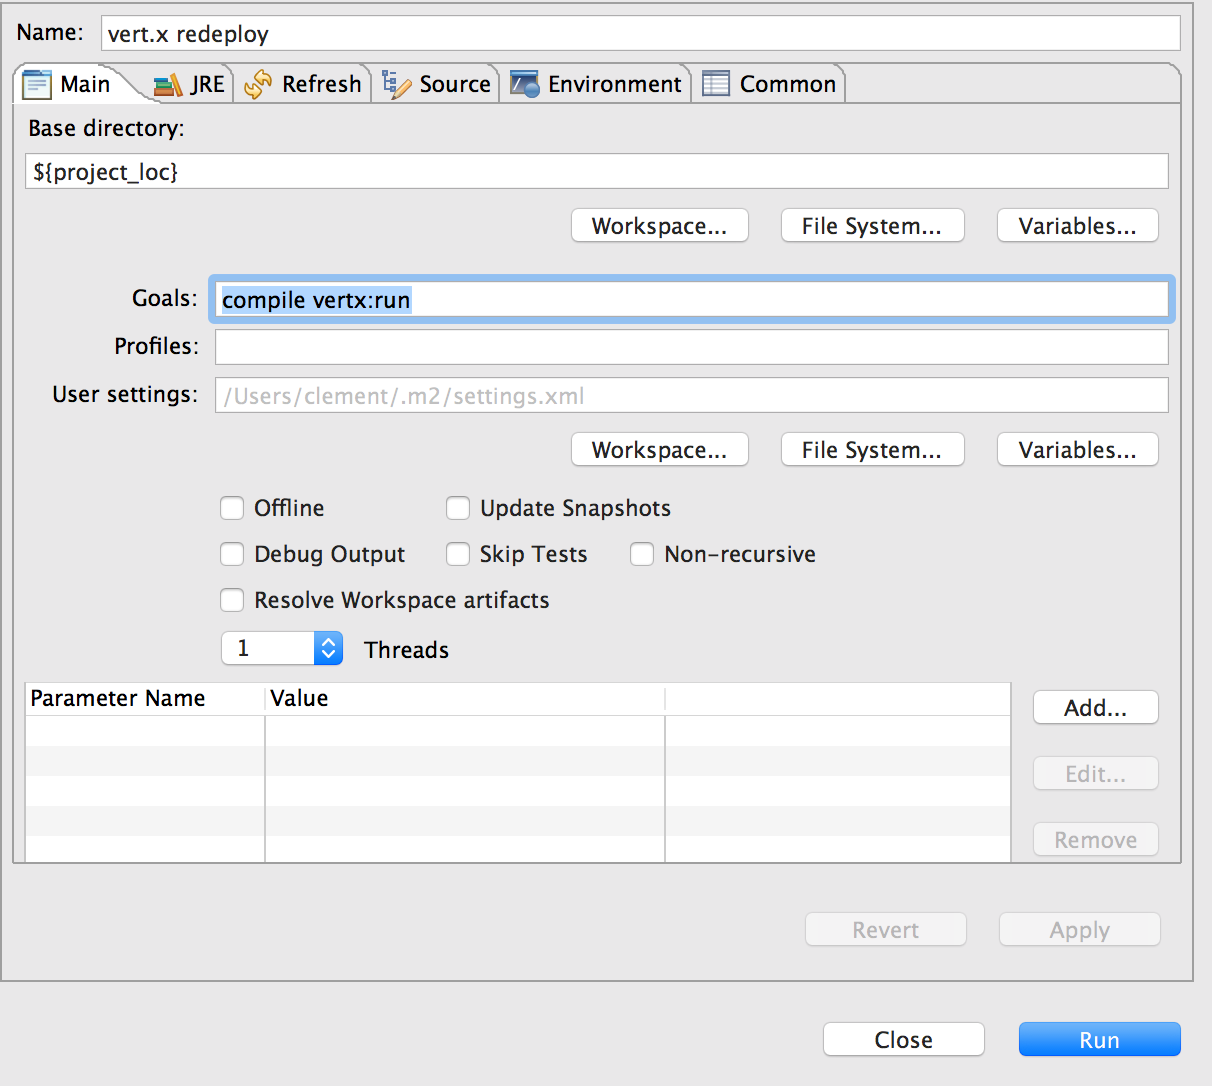 Name: vert.x redeploy
Main JRE Refresh Source Environment Common
Base directory:
${project_loc}
Workspace... File System... Variables...
Goals: compile vertx:run
Profiles:
User settings: /Users/clement/.m2/settings.xml
Workspace... File System... Variables...
Offline Update Snapshots
Debug Output Skip Tests Non-recursive
Resolve Workspace artifacts
1 Threads
Parameter Name Value
Add...
Edit...
Remove
Revert Apply
Close Run